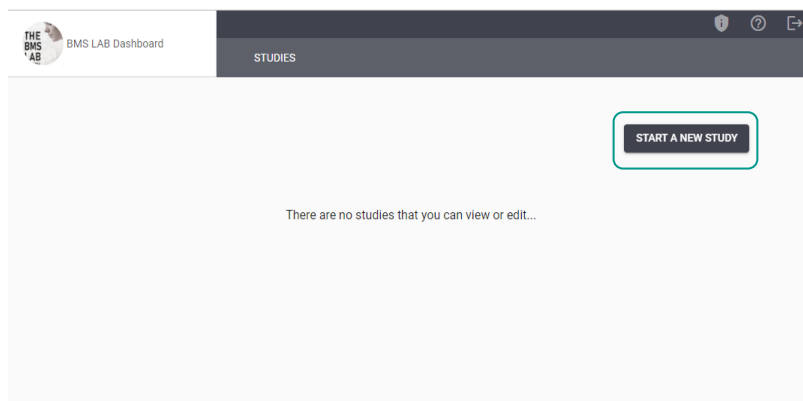 THE
BMS
LAB
BMS LAB Dashboard
STUDIES
START A NEW STUDY
There are no studies that you can view or edit...